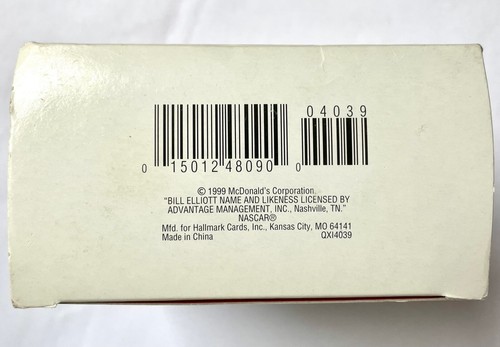 04039
0 15012 48090 0
© 1999 McDonald's Corporation.
"BILL ELLIOTT NAME AND LIKENESS LICENSED BY
ADVANTAGE MANAGEMENT, INC., Nashville, TN."
NASCAR®
Mfd. for Hallmark Cards, Inc., Kansas City, MO 64141
Made in China QXI4039